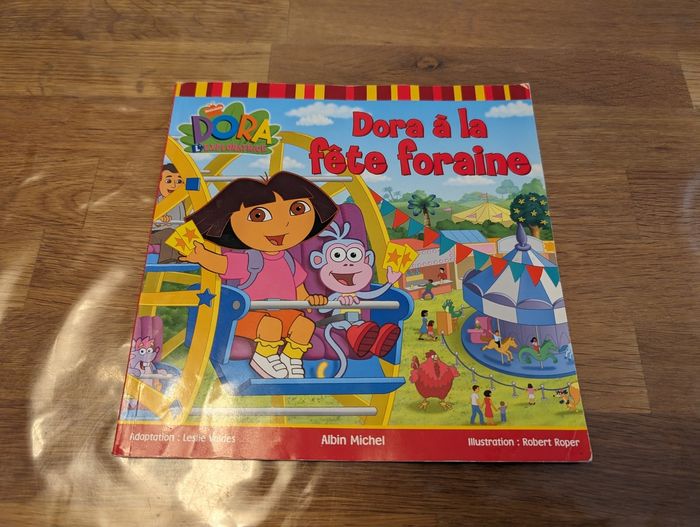 DORA
L'EXPLORATRICE
Dora à la
fête foraine
Adaptation : Leslie Valdes
Albin Michel
Illustration : Robert Roper